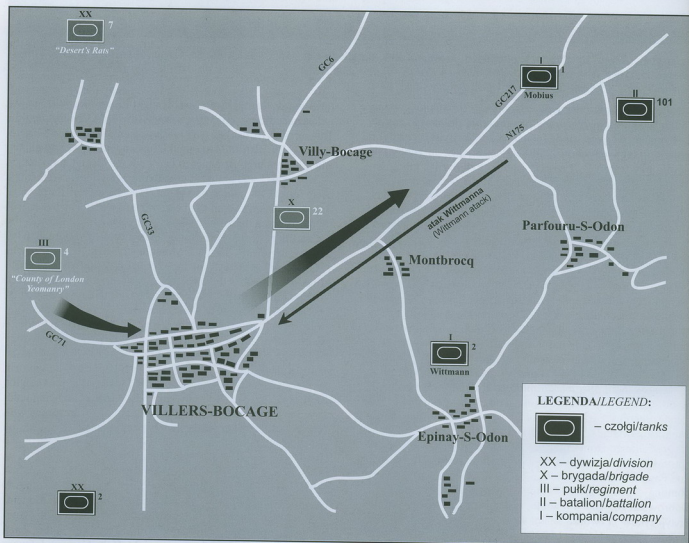 XX
7
"Desert's Rats"
GC6
I
1
Mobius
GC217
II
101
N175
Villy-Bocage
X
22
atak Wittmanna
(Wittmann atack)
Parfouru-S-Odon
GC33
III
4
"County of London
Yeomanry"
Montbrocq
GC71
I
2
Wittmann
VILLERS-BOCAGE
Epinay-S-Odon
XX
2
LEGENDA/LEGEND:
– czołgi/tanks
XX – dywizja/division
X – brygada/brigade
III – pułk/regiment
II – batalion/battalion
I – kompania/company